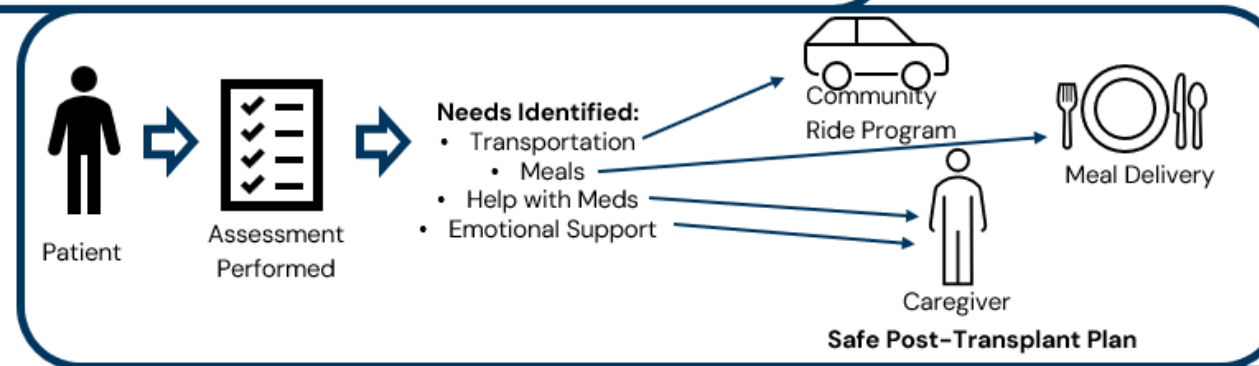 Patient
Assessment
Performed
Needs Identified:
• Transportation
• Meals
• Help with Meds
• Emotional Support
Community
Ride Program
Meal Delivery
Caregiver
Safe Post-Transplant Plan